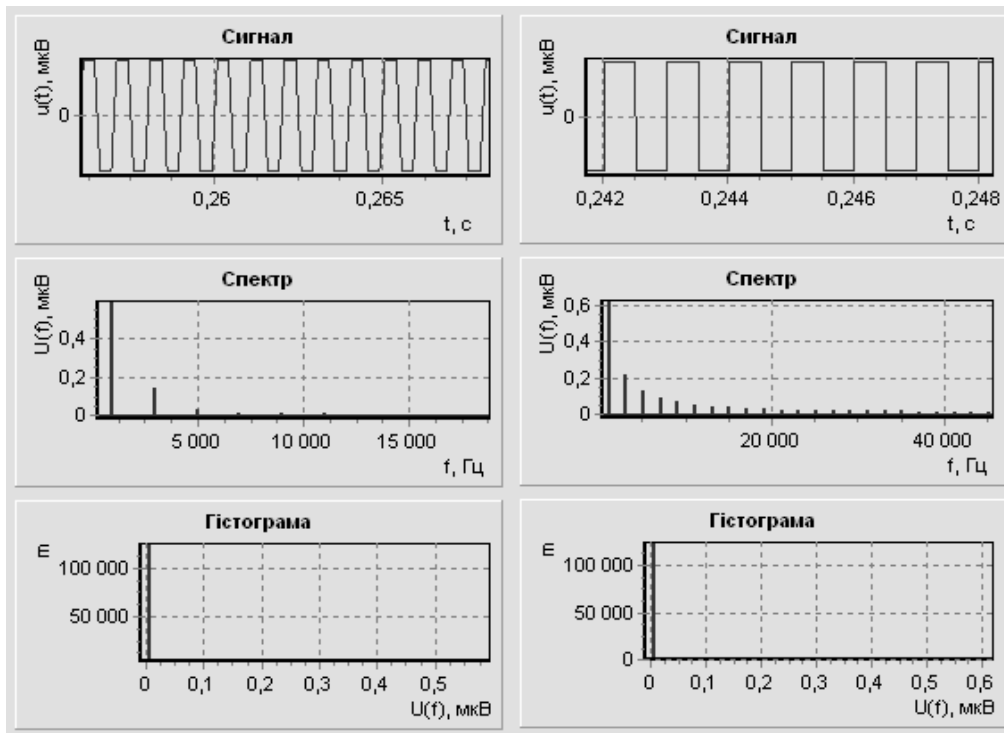 Сигнал
u(t), мкВ
0
0,26 0,265
t, с
Сигнал
u(t), мкВ
0
0,242 0,244 0,246 0,248
t, с
Спектр
U(f), мкВ
0,4
0,2
0
5 000 10 000 15 000
f, Гц
Спектр
U(f), мкВ
0,6
0,4
0,2
0
20 000 40 000
f, Гц
Гістограма
m
100 000
50 000
0 0,1 0,2 0,3 0,4 0,5
U(f), мкВ
Гістограма
m
100 000
50 000
0
0 0,1 0,2 0,3 0,4 0,5 0,6
U(f), мкВ